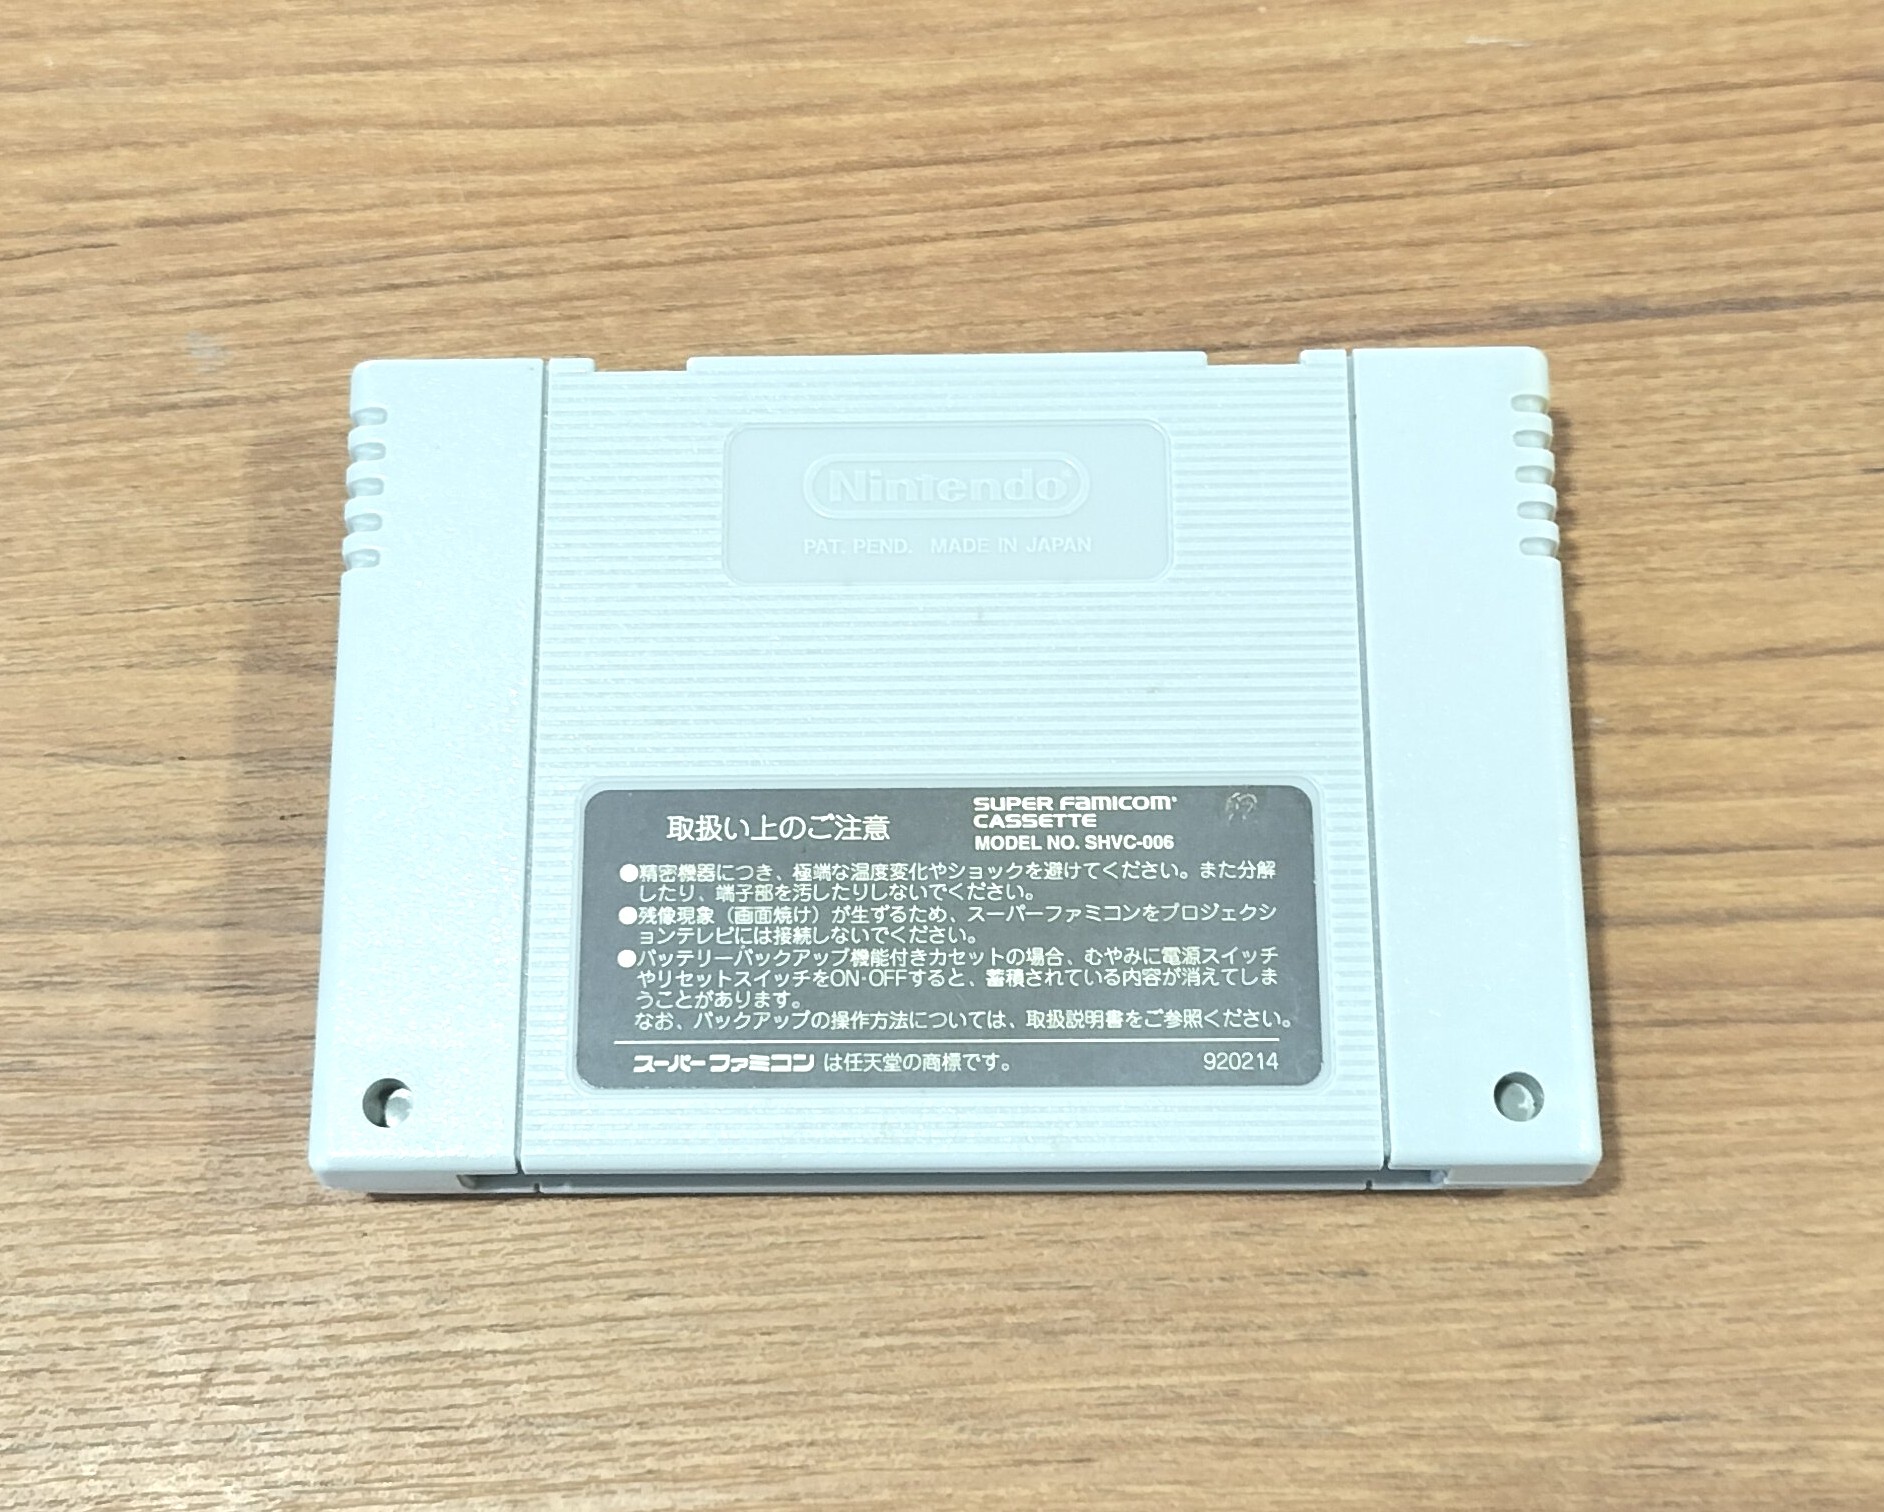 Nintendo®
PAT. PEND. MADE IN JAPAN
取扱い上のご注意
SUPER FAMICOM
CASSETTE
MODEL NO. SHVC-006
●精密機器につき、極端な温度変化やショックを避けてください。また分解
したり、端子部を汚したりしないでください。
●残像現象（画面焼け）が生ずるため、スーパーファミコンをプロジェクシ
ョンテレビには接続しないでください。
●バッテリーバックアップ機能付きカセットの場合、むやみに電源スイッチ
やリセットスイッチをON・OFFすると、蓄積されている内容が消えてしま
うことがあります。
なお、バックアップの操作方法については、取扱説明書をご参照ください。
スーパーファミコンは任天堂の商標です。
920214